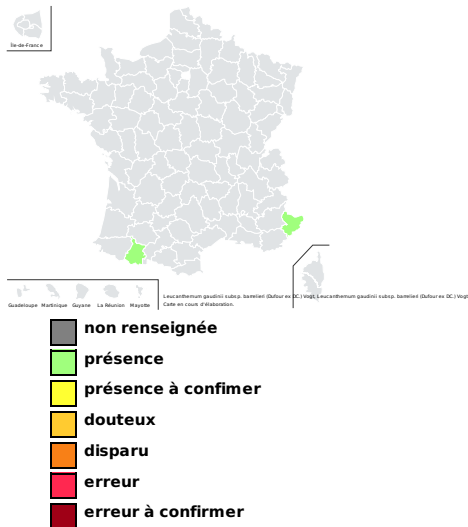 Île-de-France
Guadeloupe Martinique Guyane La Réunion Mayotte
Leucanthemum gaudinii subsp. barrelieri (Dufour ex DC.) Vogt, Leucanthemum gaudinii subsp. barrelieri (Dufour ex DC.) Vogt
Carte en cours d'élaboration.
non renseignée
présence
présence à confimer
douteux
disparu
erreur
erreur à confirmer